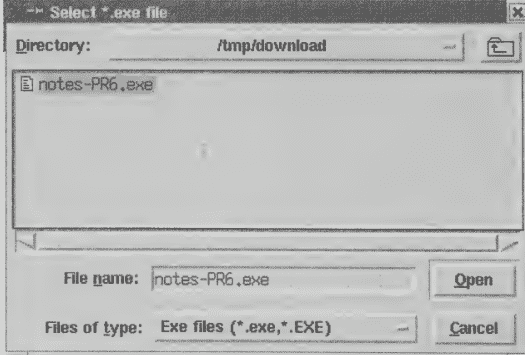 Select *.exe file
Directory: /tmp/download
notes-PR6.exe
File name: notes-PR6.exe Open
Files of type: Exe files (*.exe,*.EXE) Cancel